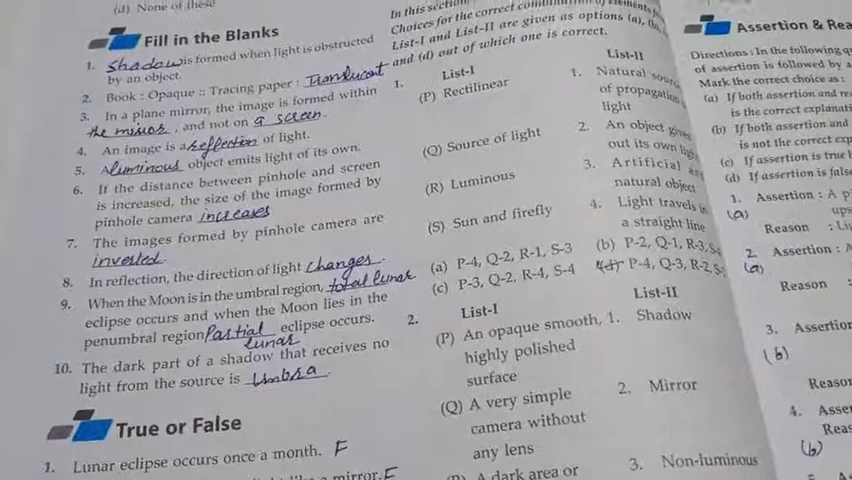 (d) None of these
Fill in the Blanks
1. Shadow is formed when light is obstructed
by an object.
2. Book : Opaque :: Tracing paper : Translucent
3. In a plane mirror, the image is formed within
the mirror, and not on a screen.
4. An image is a reflection of light.
5. A luminous object emits light of its own.
6. If the distance between pinhole and screen
is increased, the size of the image formed by
pinhole camera increases
7. The images formed by pinhole camera are
inverted.
8. In reflection, the direction of light changes.
9. When the Moon is in the umbral region, total lunar
eclipse occurs and when the Moon lies in the
penumbral region Partial lunar eclipse occurs.
10. The dark part of a shadow that receives no
light from the source is Umbra.
True or False
1. Lunar eclipse occurs once a month. F
mirror. F
In this section
Choices for the correct combination of elements
List-I and List-II are given as options (a), (b),
and (d) out of which one is correct.
1. List-I List-II
(P) Rectilinear 1. Natural source
of propagation
light
(Q) Source of light 2. An object gives
out its own light
(R) Luminous 3. Artificial and
natural object
(S) Sun and firefly 4. Light travels in
a straight line
(a) P-4, Q-2, R-1, S-3 (b) P-2, Q-1, R-3,
(c) P-3, Q-2, R-4, S-4 (d) P-4, Q-3, R-2,
2. List-I List-II
(P) An opaque smooth, 1. Shadow
highly polished
surface
(Q) A very simple 2. Mirror
camera without
any lens
A dark area or 3. Non-luminous
Assertion & Rea
Directions : In the following
of assertion is followed by a
Mark the correct choice as :
(a) If both assertion and
is the correct
(b) If both assertion and
is not the correct
(c) If assertion is true
(d) If assertion is false
1. Assertion : A
(a) ups
Reason :
2. Assertion :
(a)
Reason
3. Assertion
(b)
Reason
4.
(b)